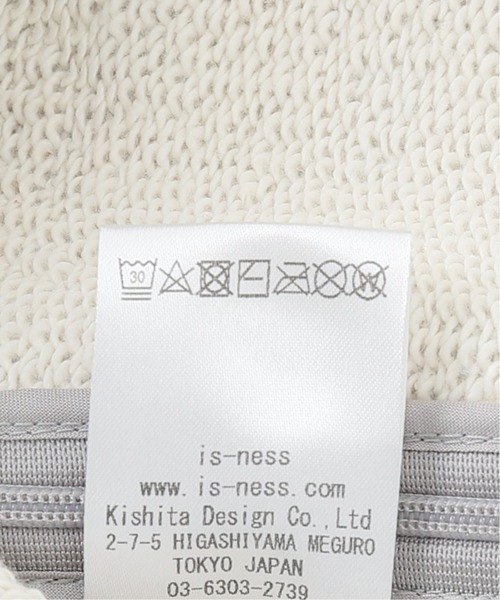 30
is-ness
www.is-ness.com
Kishita Design Co.,Ltd
2-7-5 HIGASHIYAMA MEGURO
TOKYO JAPAN
03-6303-2739